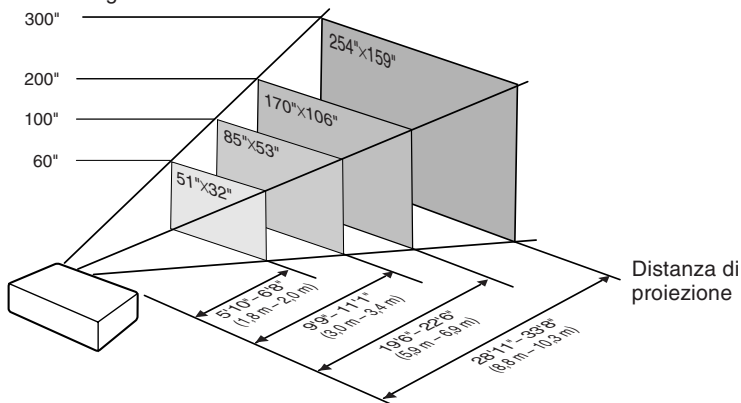 300"
254"×159"
200"
170"×106"
100"
85"×53"
60"
51"×32"
Distanza di
proiezione
5'10"–6'8"
(1,8 m – 2,0 m)
9'9"–11'1"
(3,0 m – 3,4 m)
19'6"–22'6"
(5,9 m – 6,9 m)
28'11"–33'8"
(8,8 m – 10,3 m)